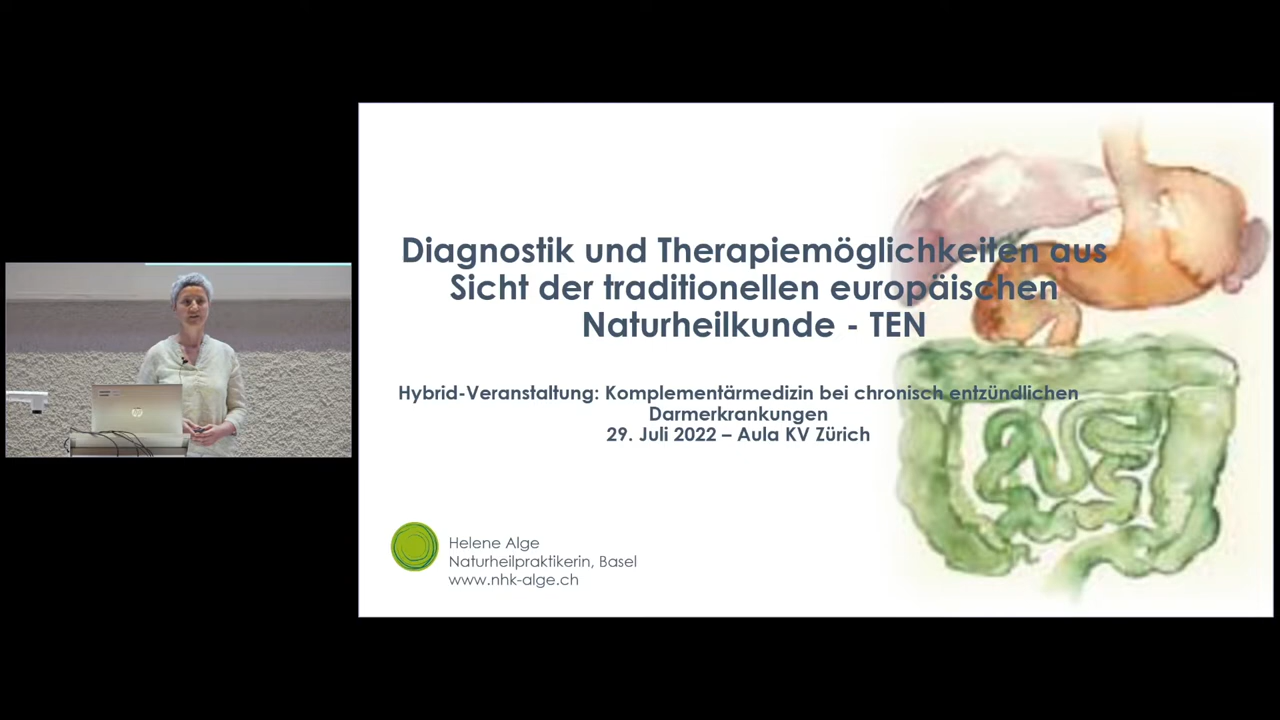 Diagnostik und Therapiemöglichkeiten aus
Sicht der traditionellen europäischen
Naturheilkunde - TEN
Hybrid-Veranstaltung: Komplementärmedizin bei chronisch entzündlichen
Darmerkrankungen
29. Juli 2022 – Aula KV Zürich
Helene Alge
Naturheilpraktikerin, Basel
www.nhk-alge.ch